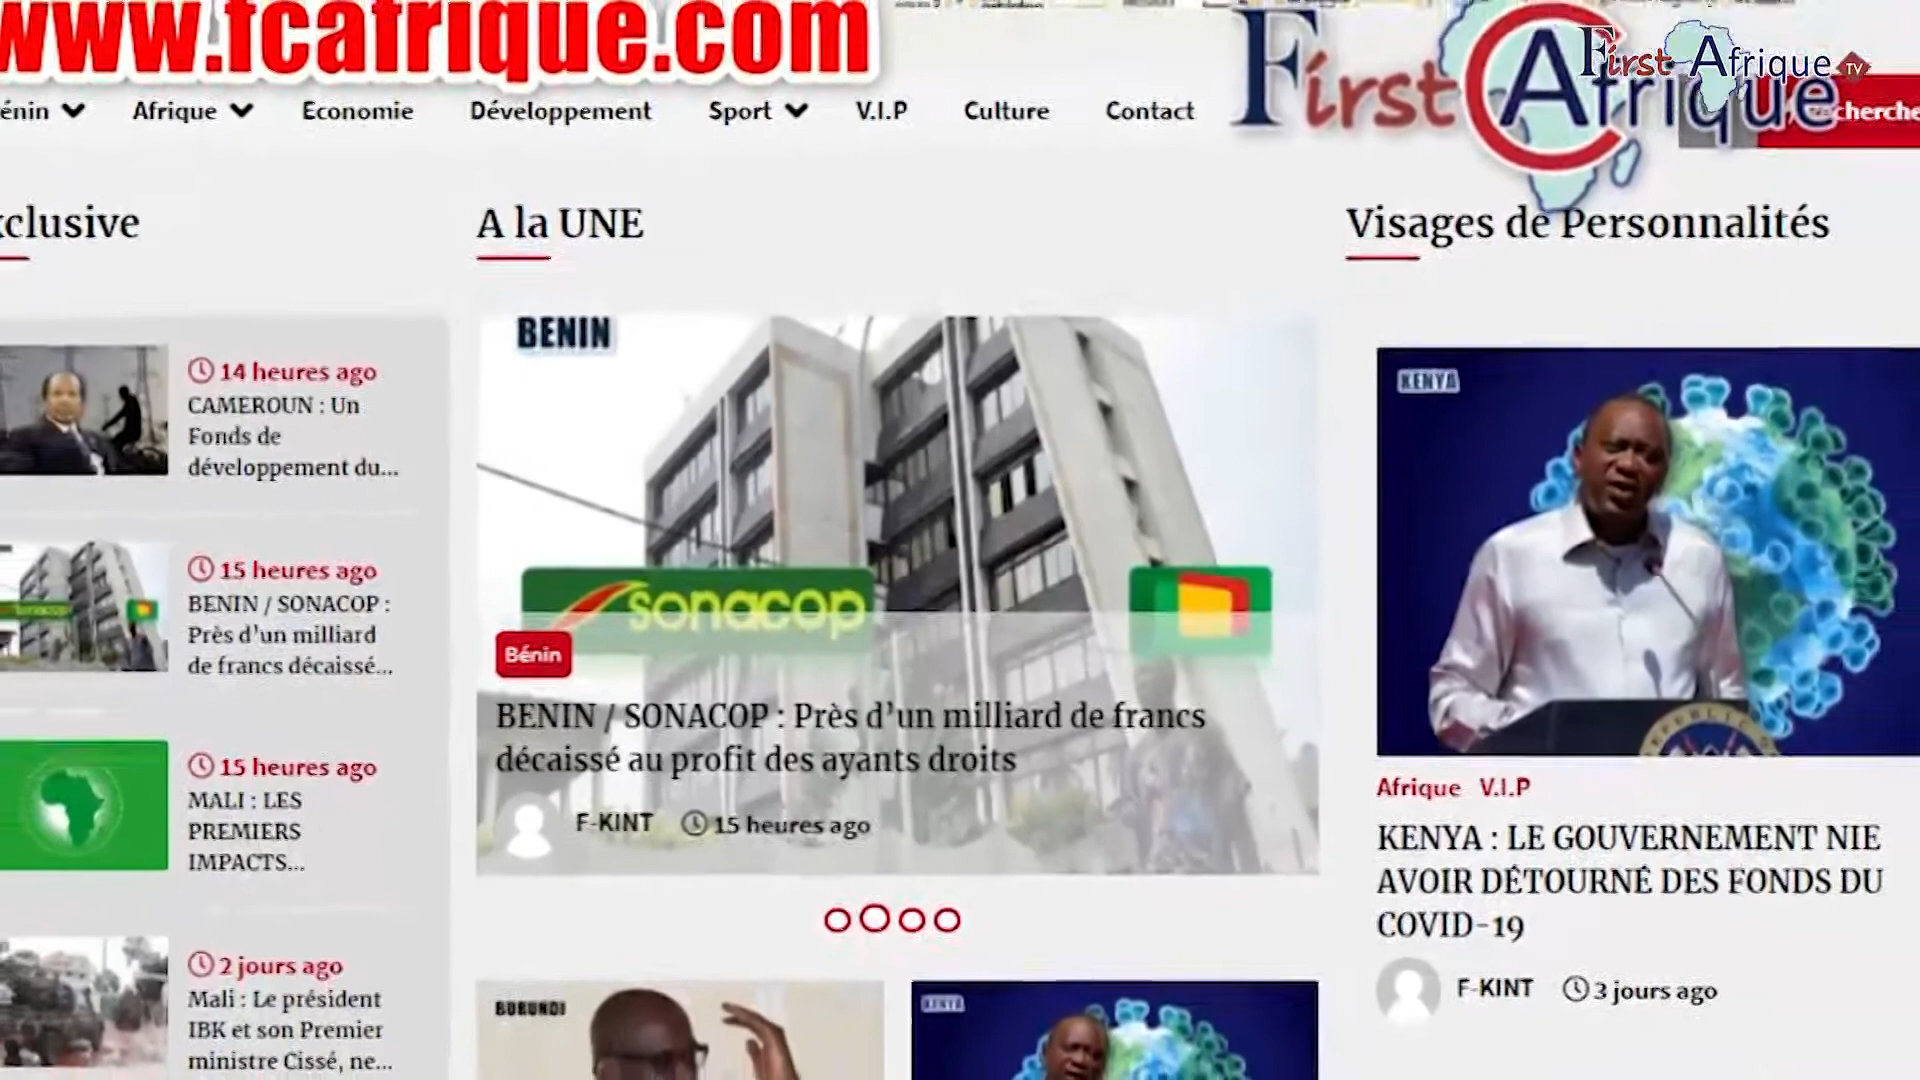 www.fcafrique.com
First Afrique
First Afrique TV
énin
Afrique
Economie
Développement
Sport
V.I.P
Culture
Contact
cherche
xclusive
14 heures ago
CAMEROUN : Un
Fonds de
développement du...
15 heures ago
BENIN / SONACOP :
Près d'un milliard
de francs décaissé...
15 heures ago
MALI : LES
PREMIERS
IMPACTS...
2 jours ago
Mali : Le président
IBK et son Premier
ministre Cissé, ne...
A la UNE
BENIN
sonacop
Bénin
BENIN / SONACOP : Près d'un milliard de francs
décaissé au profit des ayants droits
F-KINT
15 heures ago
BURUNDI
KENYA
Visages de Personnalités
KENYA
Afrique V.I.P
KENYA : LE GOUVERNEMENT NIE
AVOIR DÉTOURNÉ DES FONDS DU
COVID-19
F-KINT
3 jours ago